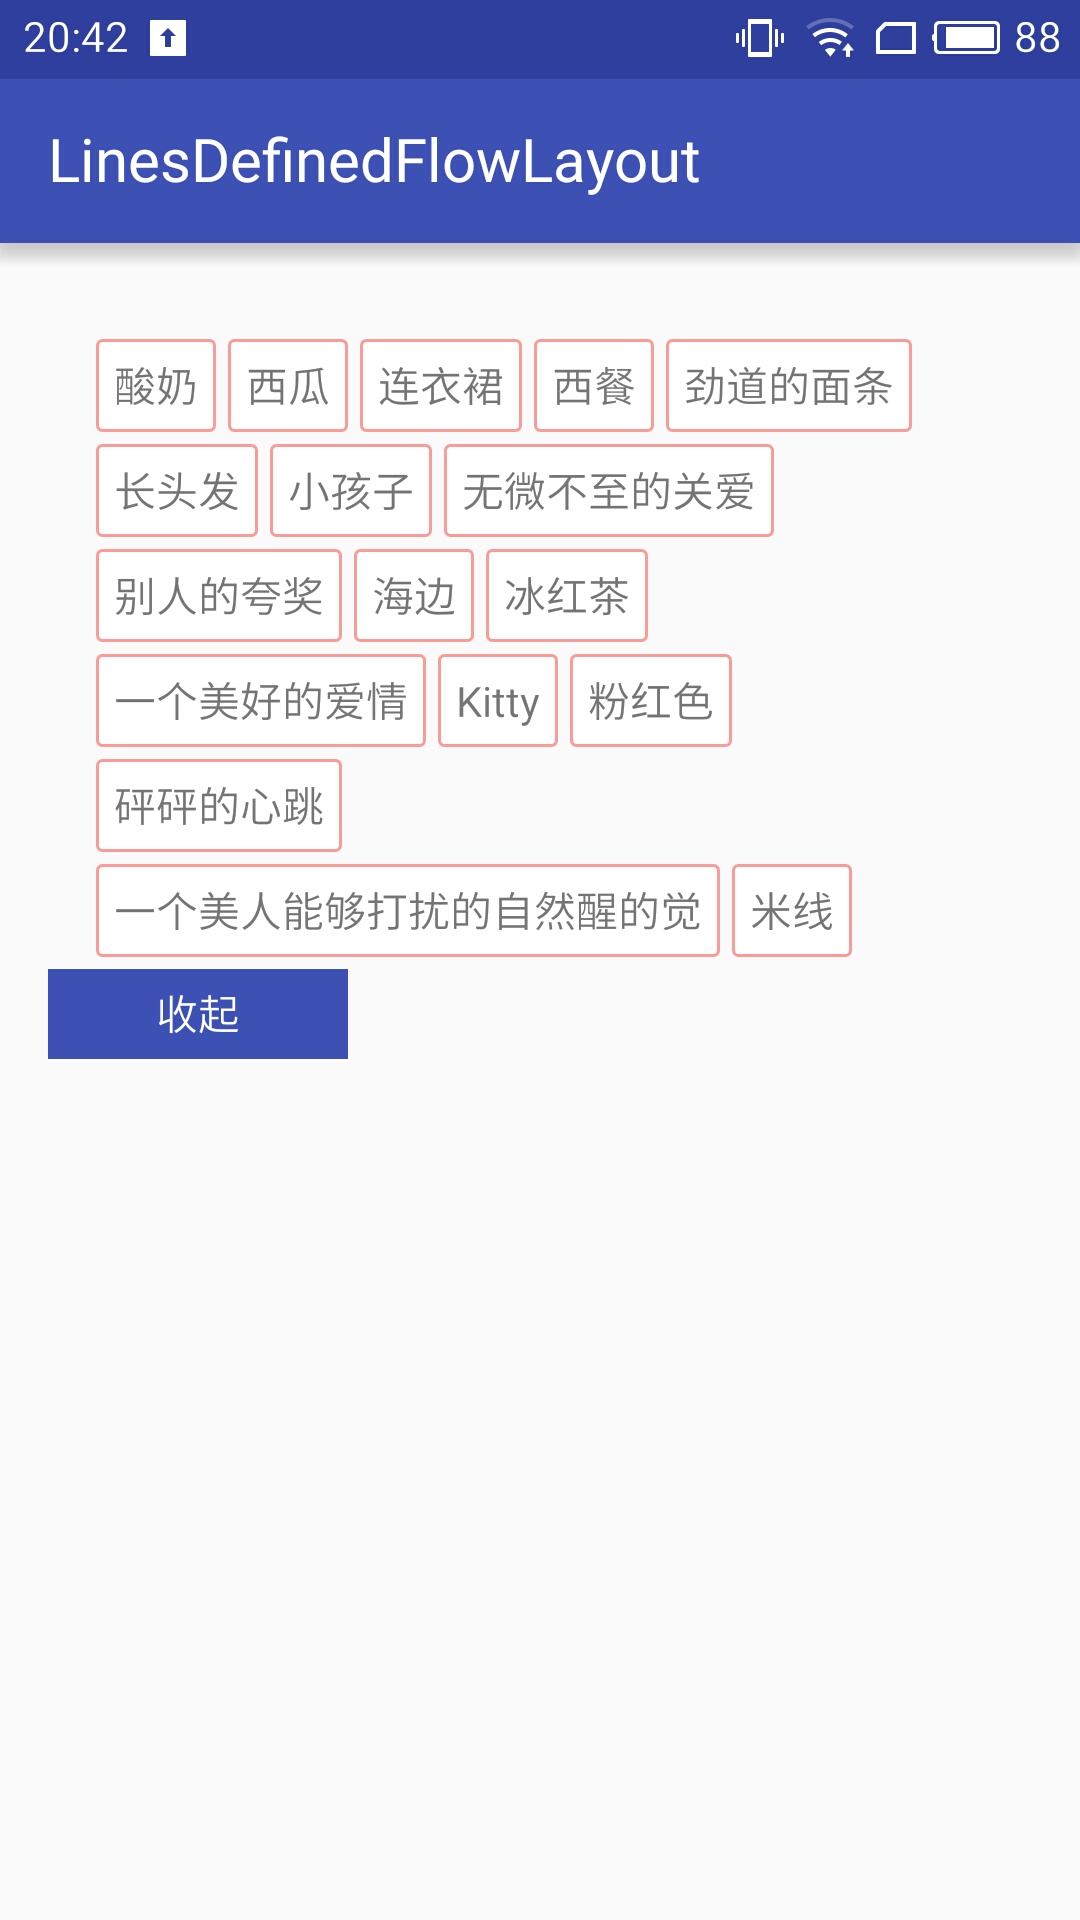 20:42 88
LinesDefinedFlowLayout
酸奶 西瓜 连衣裙 西餐 劲道的面条
长头发 小孩子 无微不至的关爱
别人的夸奖 海边 冰红茶
一个美好的爱情 Kitty 粉红色
砰砰的心跳
一个美人能够打扰的自然醒的觉 米线
收起